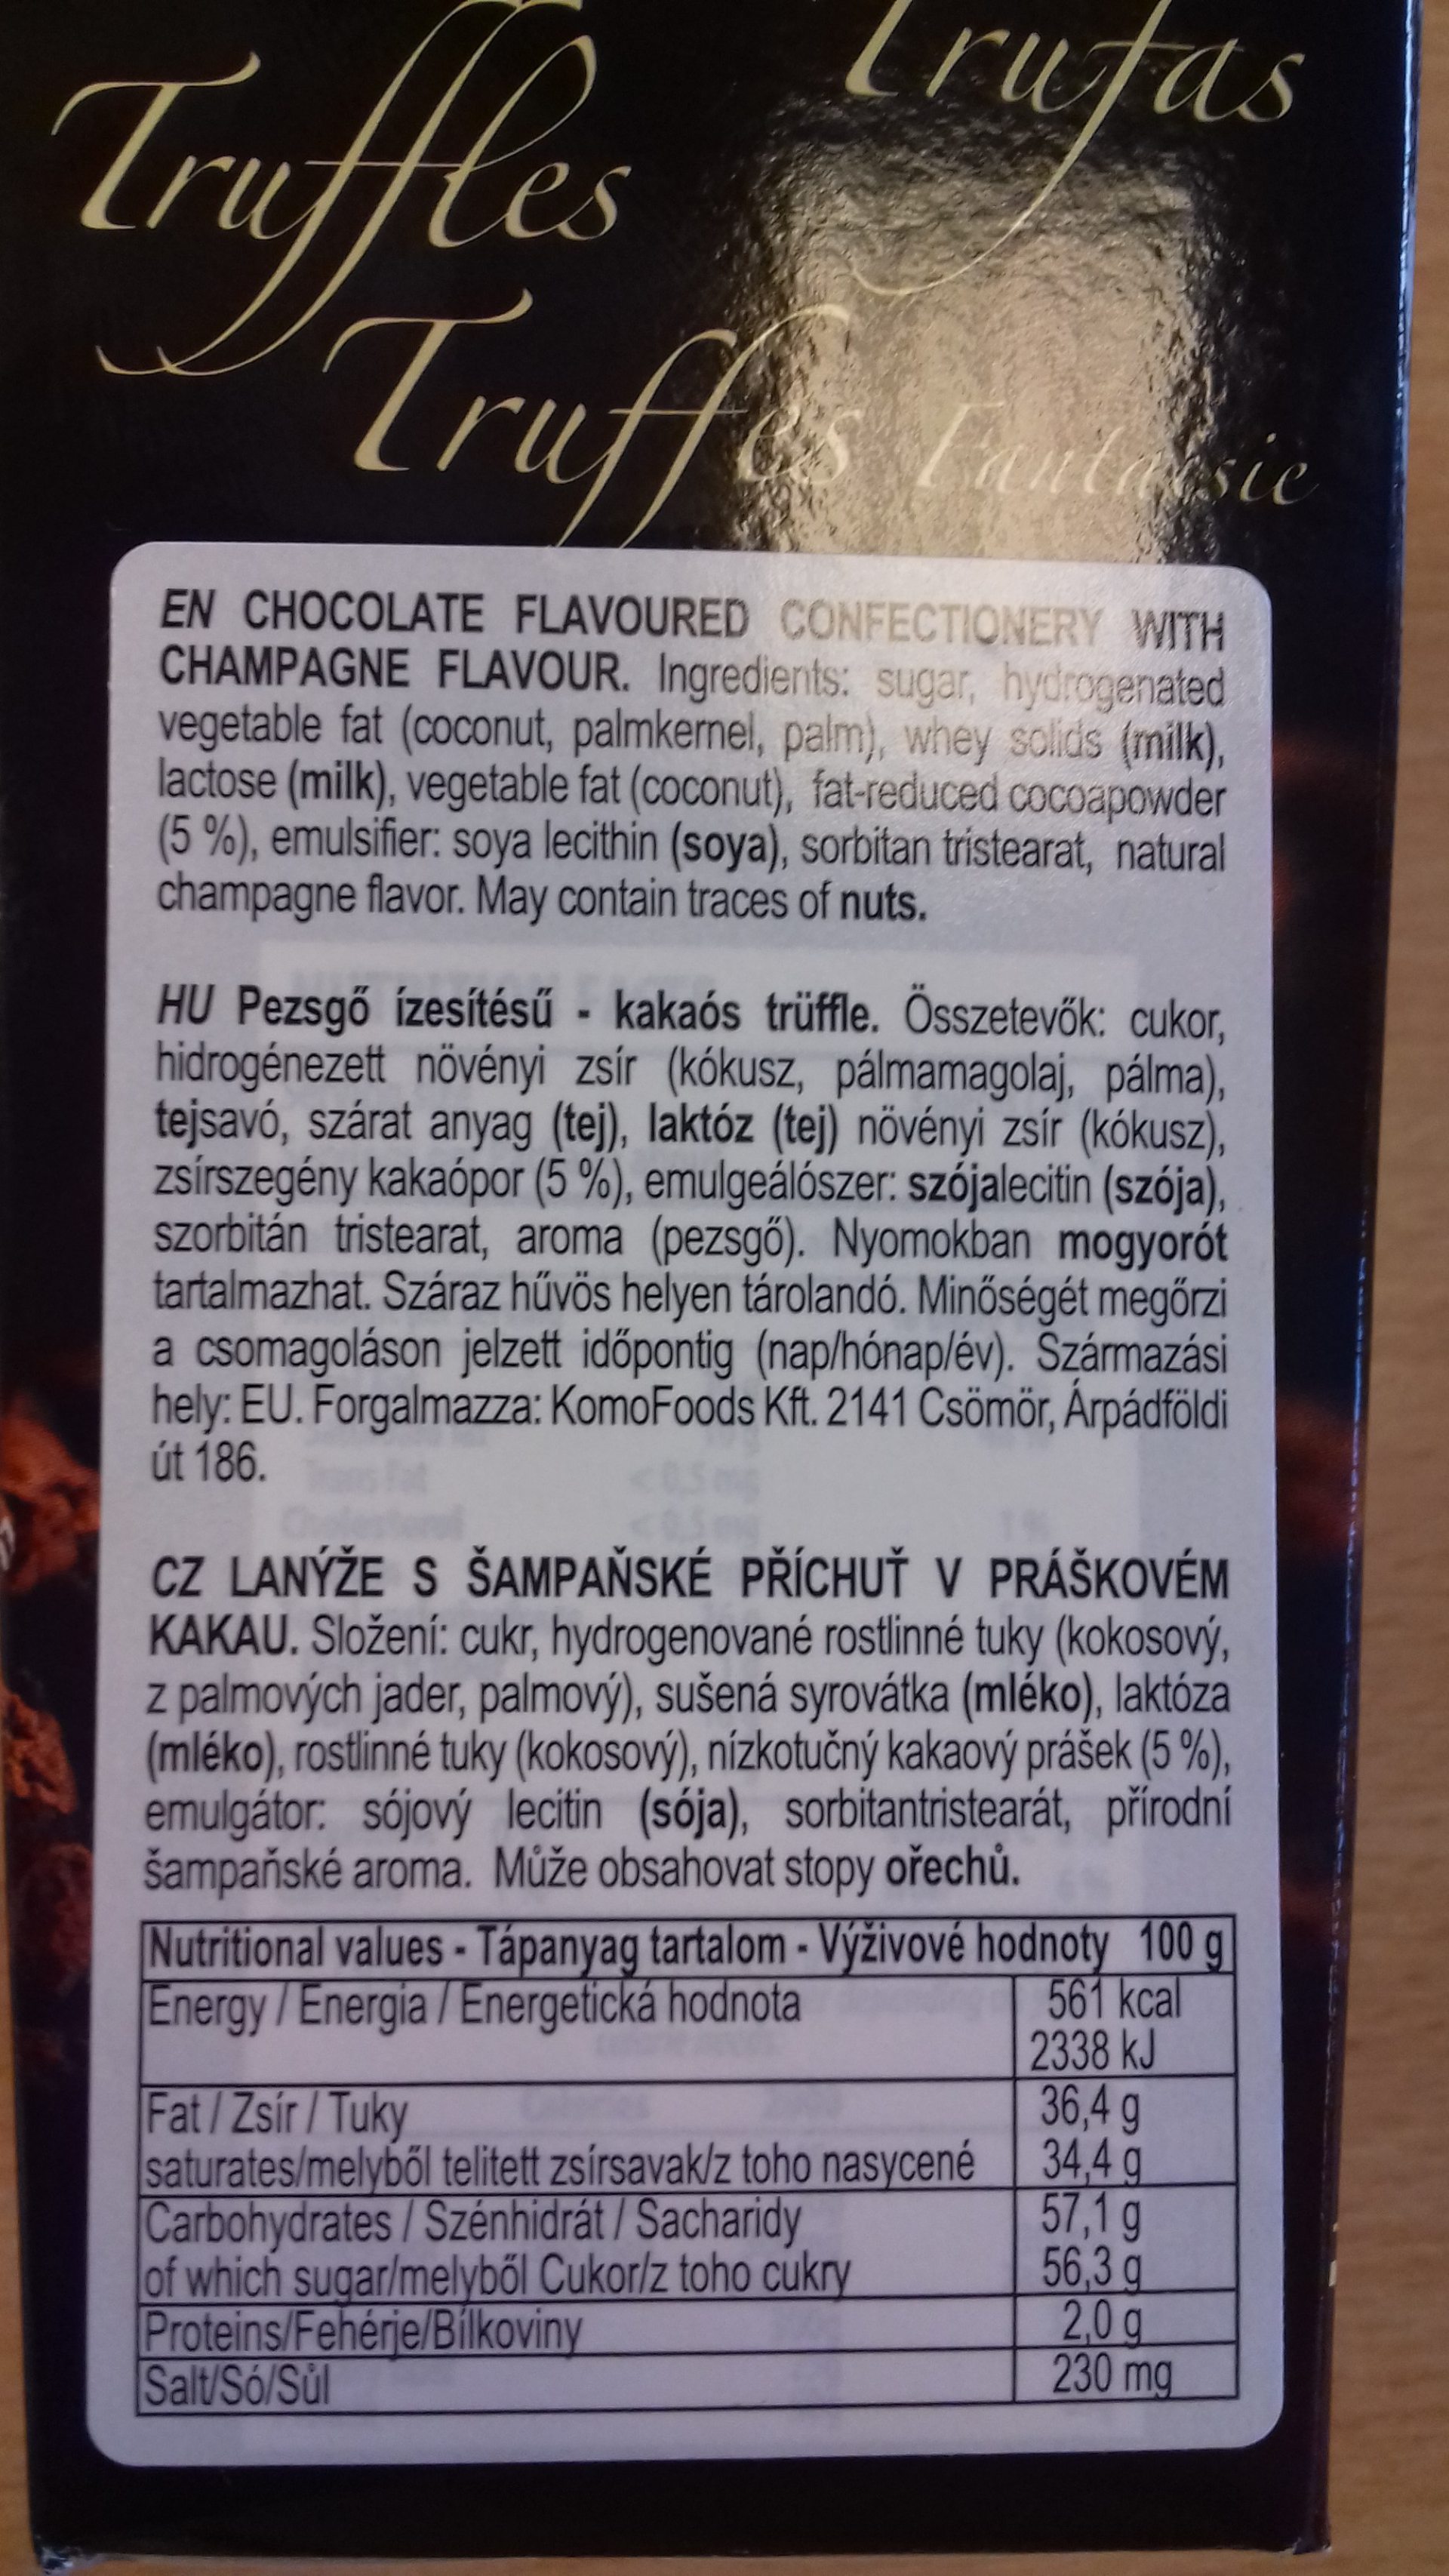 Trufas
Truffles
Truffes Fantaisie
EN CHOCOLATE FLAVOURED CONFECTIONERY WITH
CHAMPAGNE FLAVOUR. Ingredients: sugar, hydrogenated
vegetable fat (coconut, palmkernel, palm), whey solids (milk),
lactose (milk), vegetable fat (coconut), fat-reduced cocoapowder
(5 %), emulsifier: soya lecithin (soya), sorbitan tristearat, natural
champagne flavor. May contain traces of nuts.
HU Pezsgő ízesítésű - kakaós trüffle. Összetevők: cukor,
hidrogénezett növényi zsír (kókusz, pálmamagolaj, pálma),
tejsavó, szárat anyag (tej), laktóz (tej) növényi zsír (kókusz),
zsírszegény kakaópor (5 %), emulgeálószer: szójalecitin (szója),
szorbitán tristearat, aroma (pezsgő). Nyomokban mogyorót
tartalmazhat. Száraz hűvös helyen tárolandó. Minőségét megőrzi
a csomagoláson jelzett időpontig (nap/hónap/év). Származási
hely: EU. Forgalmazza: KomoFoods Kft. 2141 Csömör, Árpádföldi
út 186.
CZ LANÝŽE S ŠAMPAŇSKÉ PŘÍCHUŤ V PRÁŠKOVÉM
KAKAU. Složení: cukr, hydrogenované rostlinné tuky (kokosový,
z palmových jader, palmový), sušená syrovátka (mléko), laktóza
(mléko), rostlinné tuky (kokosový), nízkotučný kakaový prášek (5 %),
emulgátor: sójový lecitin (sója), sorbitantristearát, přírodní
šampaňské aroma. Může obsahovat stopy ořechů.
Nutritional values - Tápanyag tartalom - Výživové hodnoty 100 g
Energy / Energia / Energetická hodnota 561 kcal
2338 kJ
Fat / Zsír / Tuky 36,4 g
saturates/melyből telitett zsírsavak/z toho nasycené 34,4 g
Carbohydrates / Szénhidrát / Sacharidy 57,1 g
of which sugar/melyből Cukor/z toho cukry 56,3 g
Proteins/Fehérje/Bílkoviny 2,0 g
Salt/Só/Sůl 230 mg